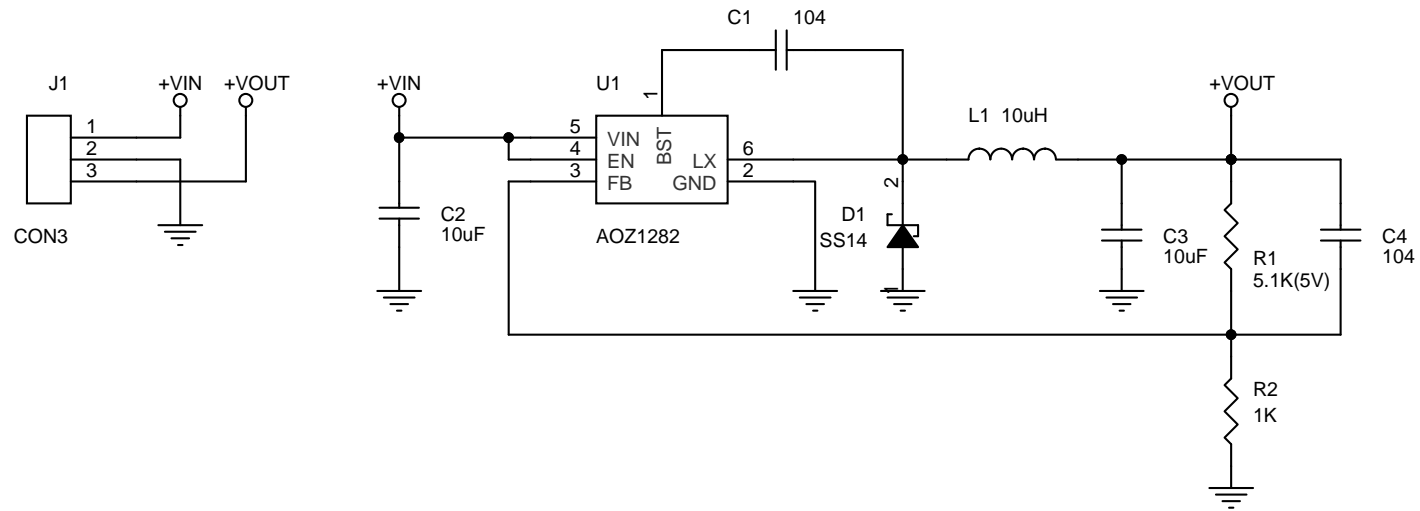 C1 104
J1
+VIN +VOUT
+VIN
U1
+VOUT
1
2
3
CON3
C2
10uF
5
4
3
1
VIN
EN
FB
BST
LX
GND
6
2
AOZ1282
L1 10uH
2
D1
SS14
1
C3
10uF
R1
5.1K(5V)
C4
104
R2
1K